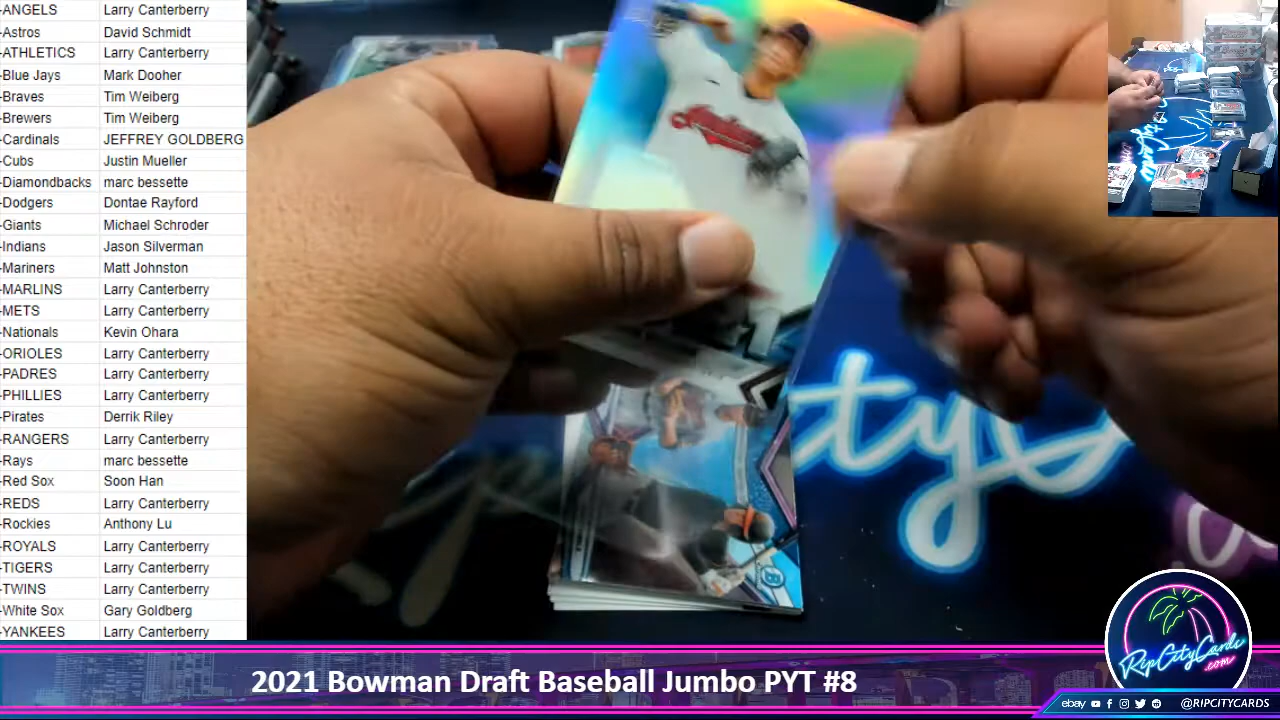 -ANGELS Larry Canterberry
-Astros David Schmidt
-ATHLETICS Larry Canterberry
-Blue Jays Mark Dooher
-Braves Tim Weiberg
-Brewers Tim Weiberg
-Cardinals JEFFREY GOLDBERG
-Cubs Justin Mueller
-Diamondbacks marc bessette
-Dodgers Dontae Rayford
-Giants Michael Schroder
-Indians Jason Silverman
-Mariners Matt Johnston
-MARLINS Larry Canterberry
-METS Larry Canterberry
-Nationals Kevin Ohara
-ORIOLES Larry Canterberry
-PADRES Larry Canterberry
-PHILLIES Larry Canterberry
-Pirates Derrik Riley
-RANGERS Larry Canterberry
-Rays marc bessette
-Red Sox Soon Han
-REDS Larry Canterberry
-Rockies Anthony Lu
-ROYALS Larry Canterberry
-TIGERS Larry Canterberry
-TWINS Larry Canterberry
-White Sox Gary Goldberg
-YANKEES Larry Canterberry
Indians
ty
2021 Bowman Draft Baseball Jumbo PYT #8
RipCityCards
.com
ebay @RIPCITYCARDS